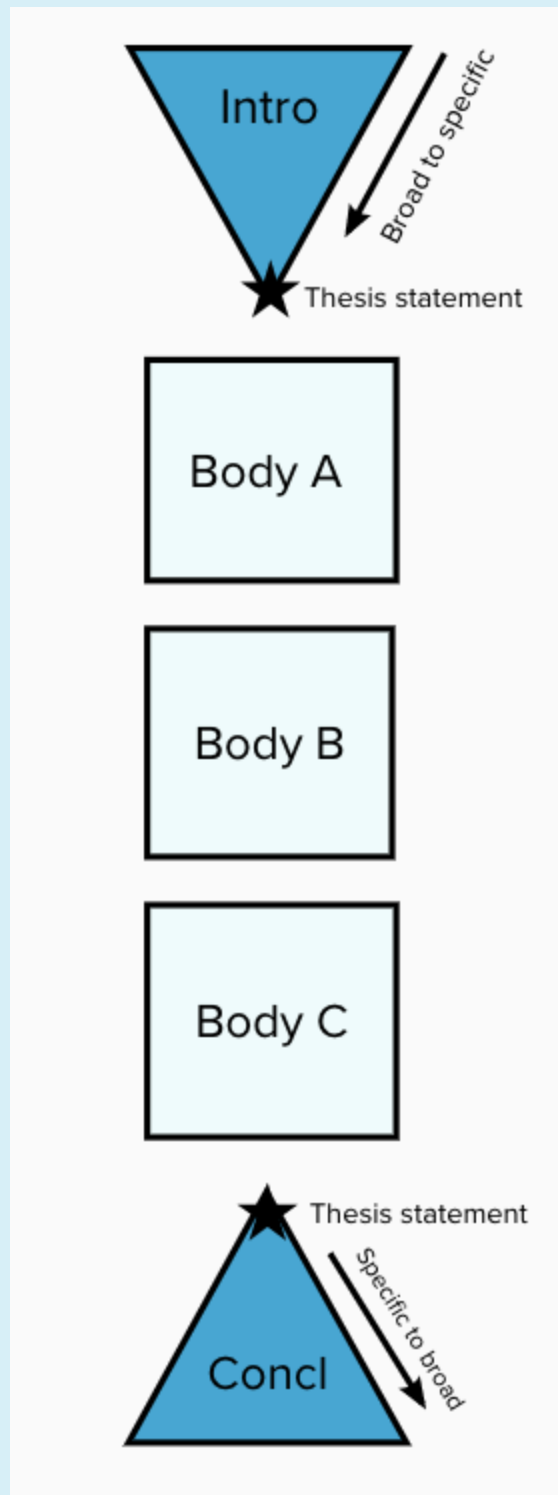 Intro
Broad to specific
Thesis statement
Body A
Body B
Body C
Thesis statement
Specific to broad
Concl